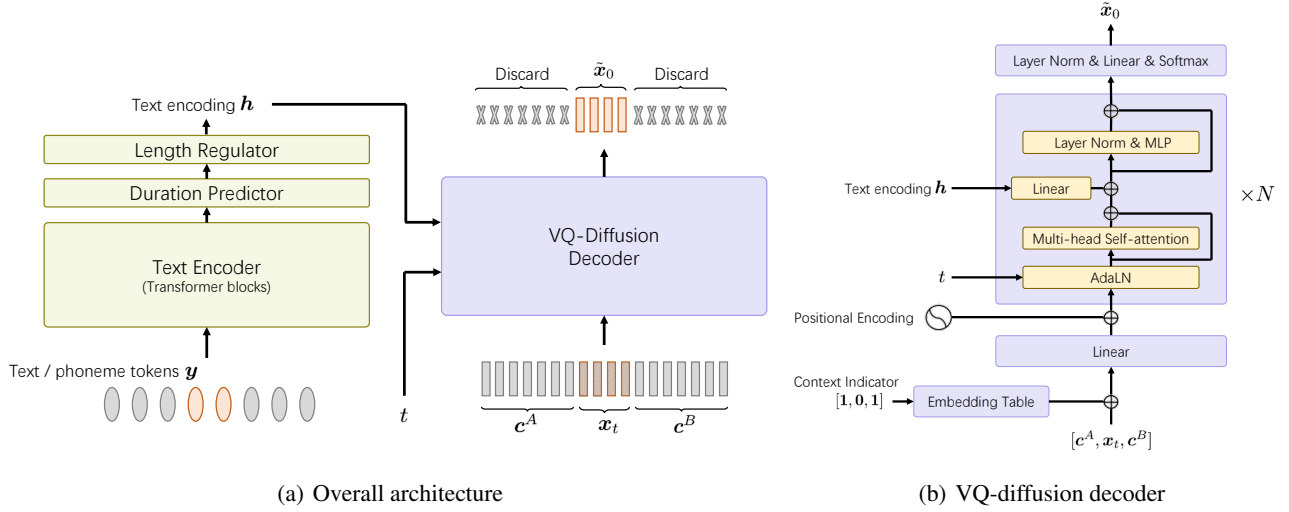 Discard
x̃₀
Discard
Text encoding h
Length Regulator
Duration Predictor
Text Encoder
(Transformer blocks)
VQ-Diffusion
Decoder
Text / phoneme tokens y
t
c^A
x_t
c^B
(a) Overall architecture
x̃₀
Layer Norm & Linear & Softmax
Layer Norm & MLP
Text encoding h
Linear
×N
Multi-head Self-attention
t
AdaLN
Positional Encoding
Linear
Context Indicator
[1, 0, 1]
Embedding Table
[c^A, x_t, c^B]
(b) VQ-diffusion decoder